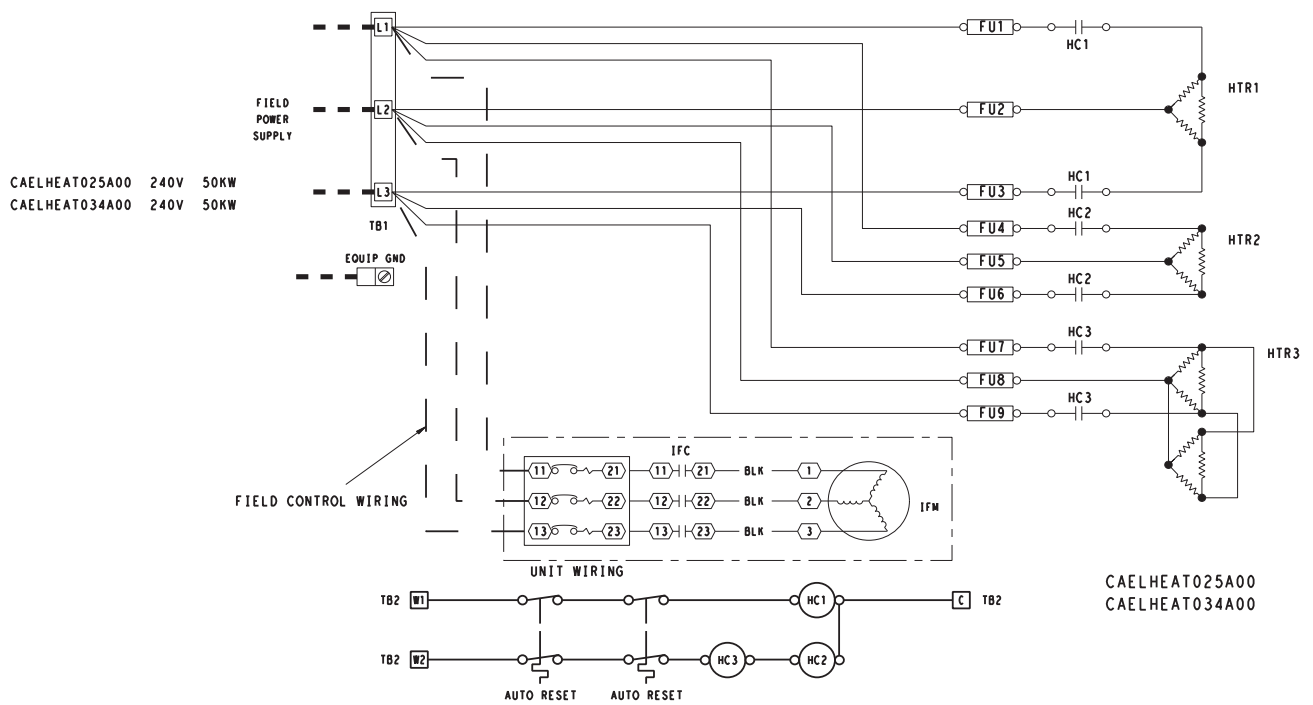 L1
FU1
HC1
HTR1
FIELD
POWER
SUPPLY
L2
FU2
CAELHEAT025A00 240V 50KW
CAELHEAT034A00 240V 50KW
L3
FU3
HC1
TB1
FU4
HC2
HTR2
EQUIP GND
FU5
FU6
HC2
FU7
HC3
HTR3
FU8
FU9
HC3
FIELD CONTROL WIRING
IFC
11 21 11 21 BLK 1
12 22 12 22 BLK 2
IFM
13 23 13 23 BLK 3
UNIT WIRING
CAELHEAT025A00
CAELHEAT034A00
TB2 W1 HC1 C TB2
TB2 W2 HC3 HC2
AUTO RESET AUTO RESET